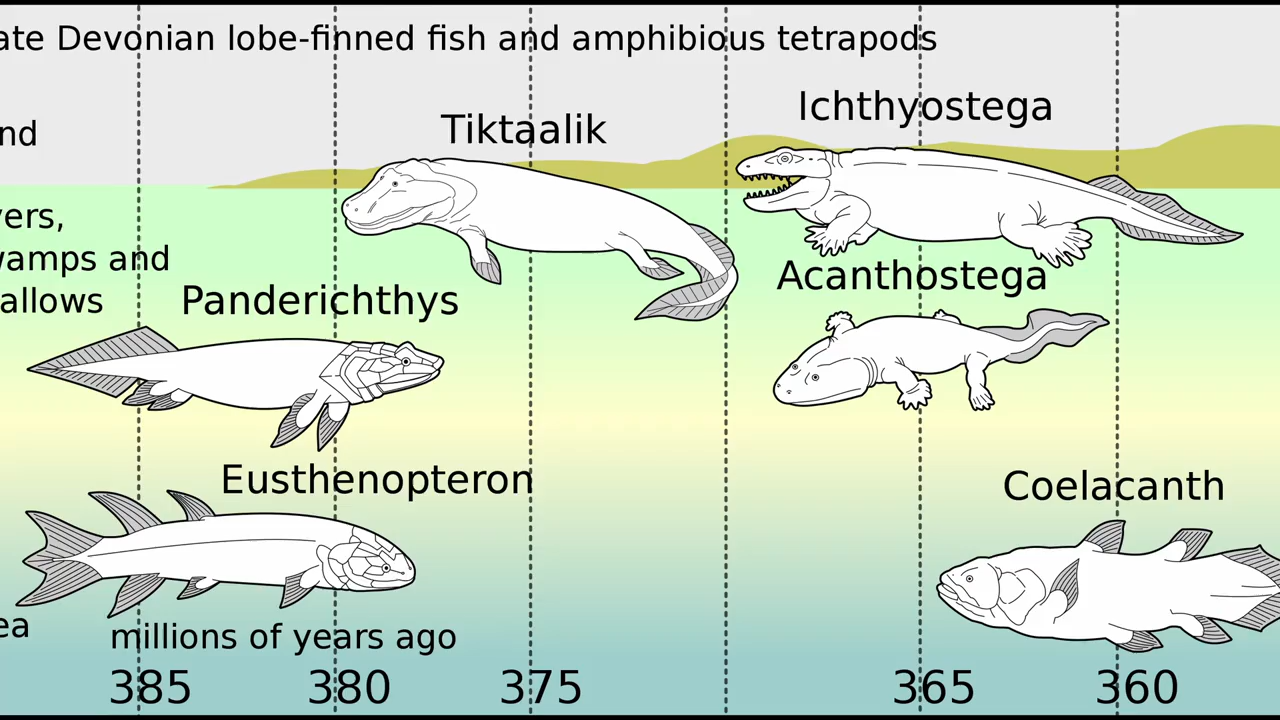 ate Devonian lobe-finned fish and amphibious tetrapods
Ichthyostega
Tiktaalik
nd
vers,
wamps and
allows
Acanthostega
Panderichthys
Eusthenopteron
Coelacanth
ea
millions of years ago
385 380 375 365 360